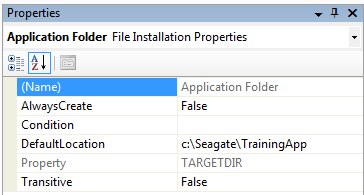 Properties
Application Folder File Installation Properties
(Name) Application Folder
AlwaysCreate False
Condition
DefaultLocation c:\Seagate\TrainingApp
Property TARGETDIR
Transitive False